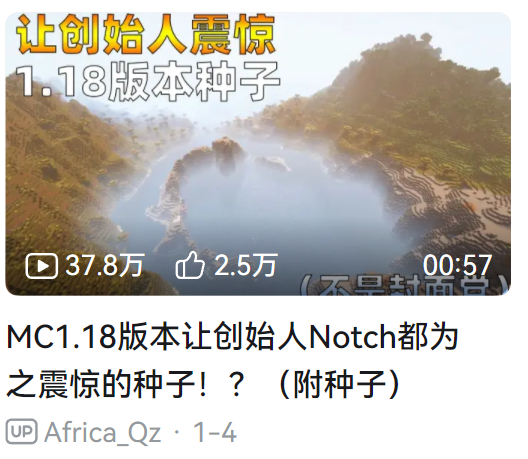 让创始人震惊
1.18版本种子
37.8万 2.5万 00:57
（不是封面党）
MC1.18版本让创始人Notch都为
之震惊的种子！？（附种子）
UP Africa_Qz · 1-4